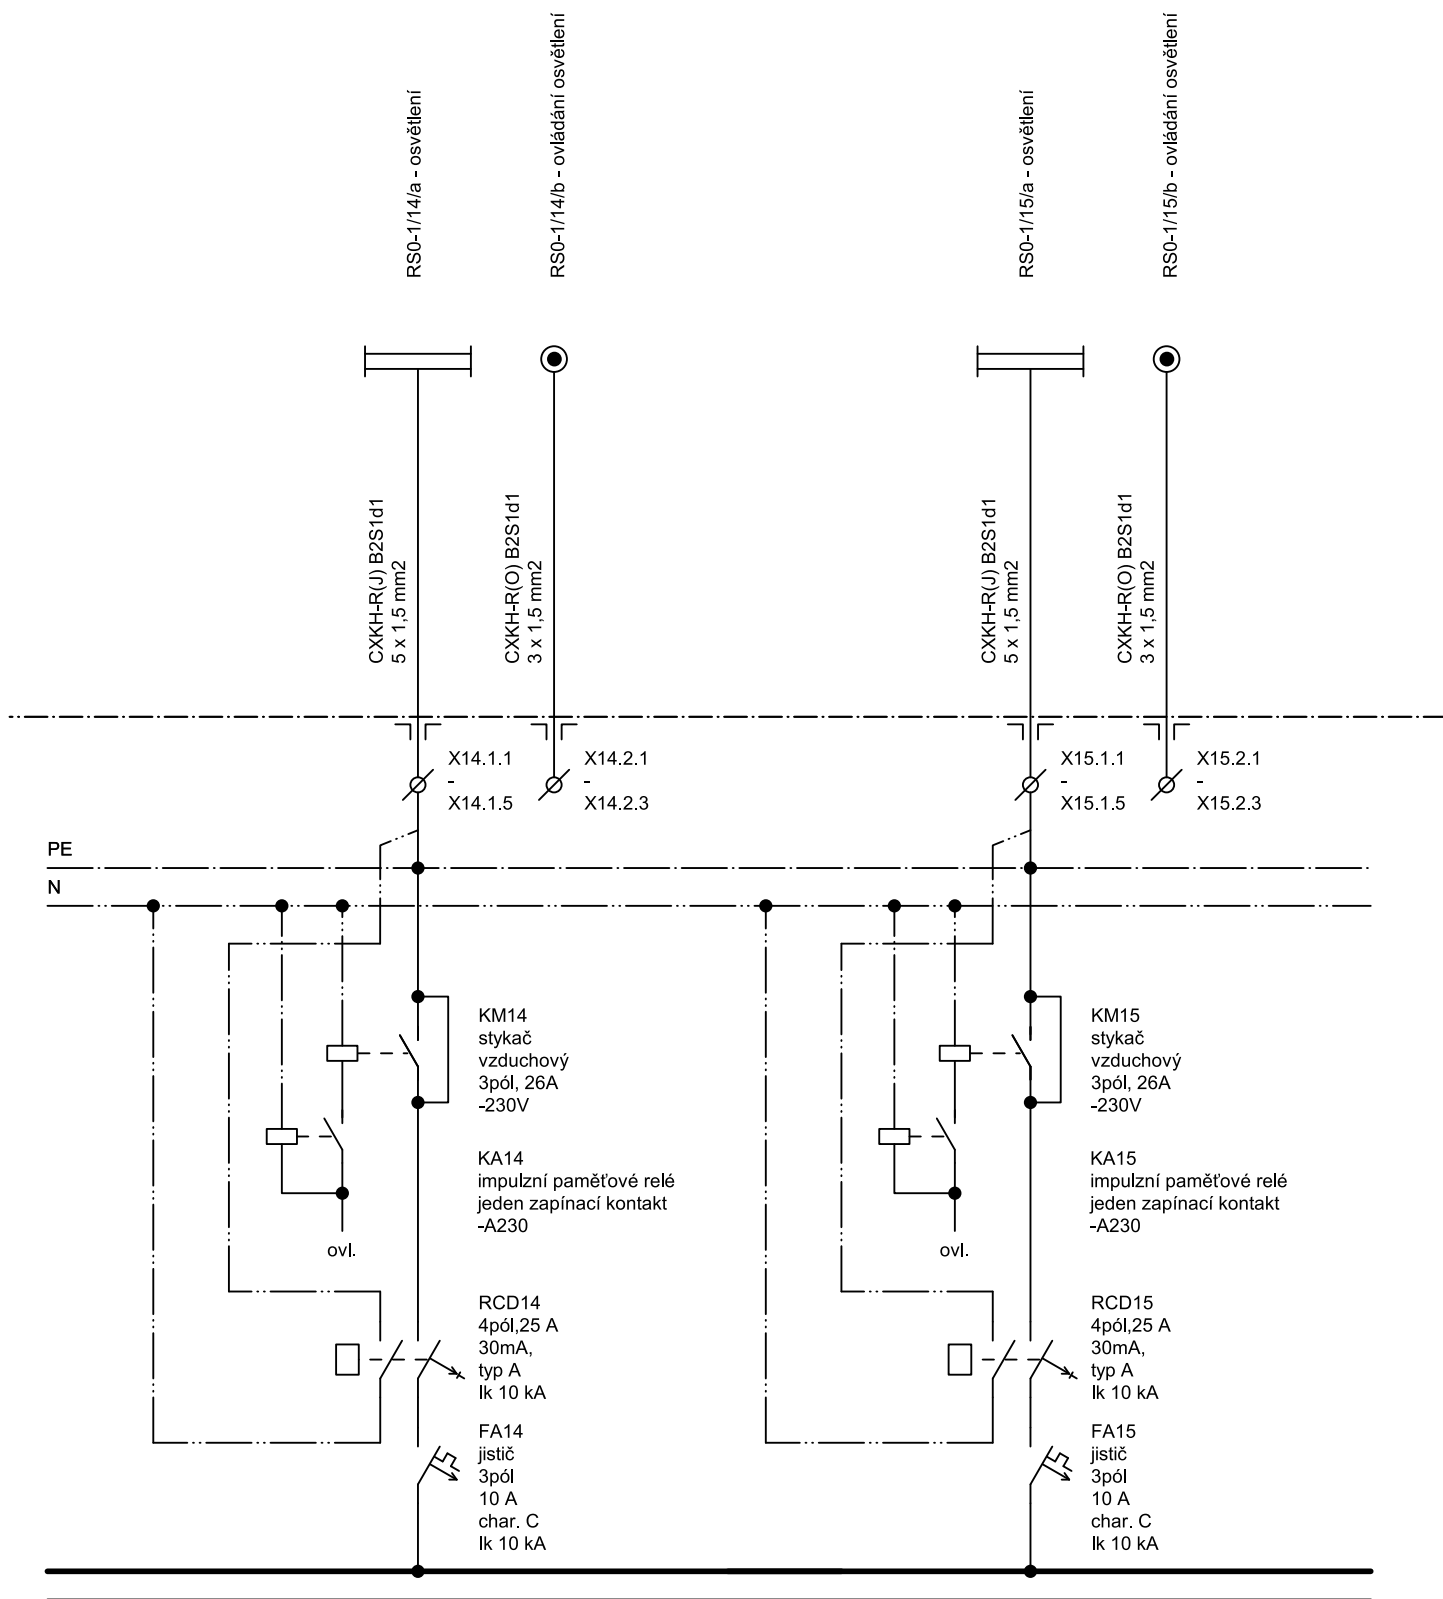 RS0-1/14/a - osvětlení
RS0-1/14/b - ovládání osvětlení
RS0-1/15/a - osvětlení
RS0-1/15/b - ovládání osvětlení
CXKH-R(J) B2S1d1
5 x 1,5 mm2
CXKH-R(O) B2S1d1
3 x 1,5 mm2
CXKH-R(J) B2S1d1
5 x 1,5 mm2
CXKH-R(O) B2S1d1
3 x 1,5 mm2
X14.1.1
-
X14.1.5
X14.2.1
-
X14.2.3
X15.1.1
-
X15.1.5
X15.2.1
-
X15.2.3
PE
N
KM14
stykač
vzduchový
3pól, 26A
-230V
KA14
impulzní paměťové relé
jeden zapínací kontakt
-A230
ovl.
RCD14
4pól,25 A
30mA,
typ A
Ik 10 kA
FA14
jistič
3pól
10 A
char. C
Ik 10 kA
KM15
stykač
vzduchový
3pól, 26A
-230V
KA15
impulzní paměťové relé
jeden zapínací kontakt
-A230
ovl.
RCD15
4pól,25 A
30mA,
typ A
Ik 10 kA
FA15
jistič
3pól
10 A
char. C
Ik 10 kA